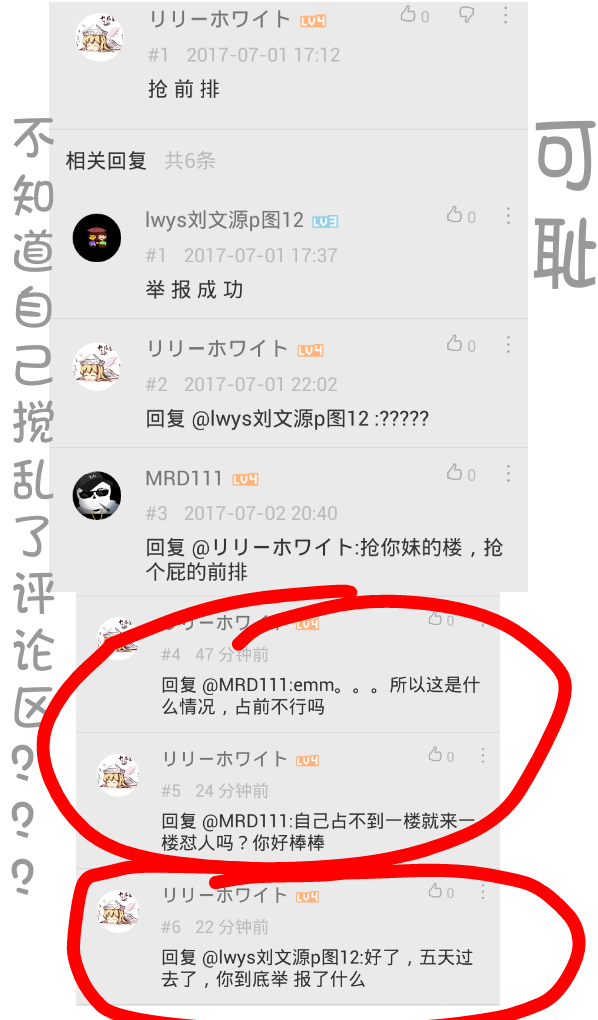 リリーホワイト LV4 0
#1 2017-07-01 17:12
抢 前 排
相关回复 共6条
lwys刘文源p图12 LV3 0
#1 2017-07-01 17:37
举 报 成 功
リリーホワイト LV4 0
#2 2017-07-01 22:02
回复 @lwys刘文源p图12 :?????
MRD111 LV4 0
#3 2017-07-02 20:40
回复 @リリーホワイト:抢你妹的楼，抢
个屁的前排
リリーホワイト LV4 0
#4 47 分钟前
回复 @MRD111:emm。。。所以这是什
么情况，占前不行吗
リリーホワイト LV4 0
#5 24 分钟前
回复 @MRD111:自己占不到一楼就来一
楼怼人吗？你好棒棒
リリーホワイト LV4 0
#6 22 分钟前
回复 @lwys刘文源p图12:好了，五天过
去了，你到底举 报了什么
不知道自己搅乱了评论区???
可耻